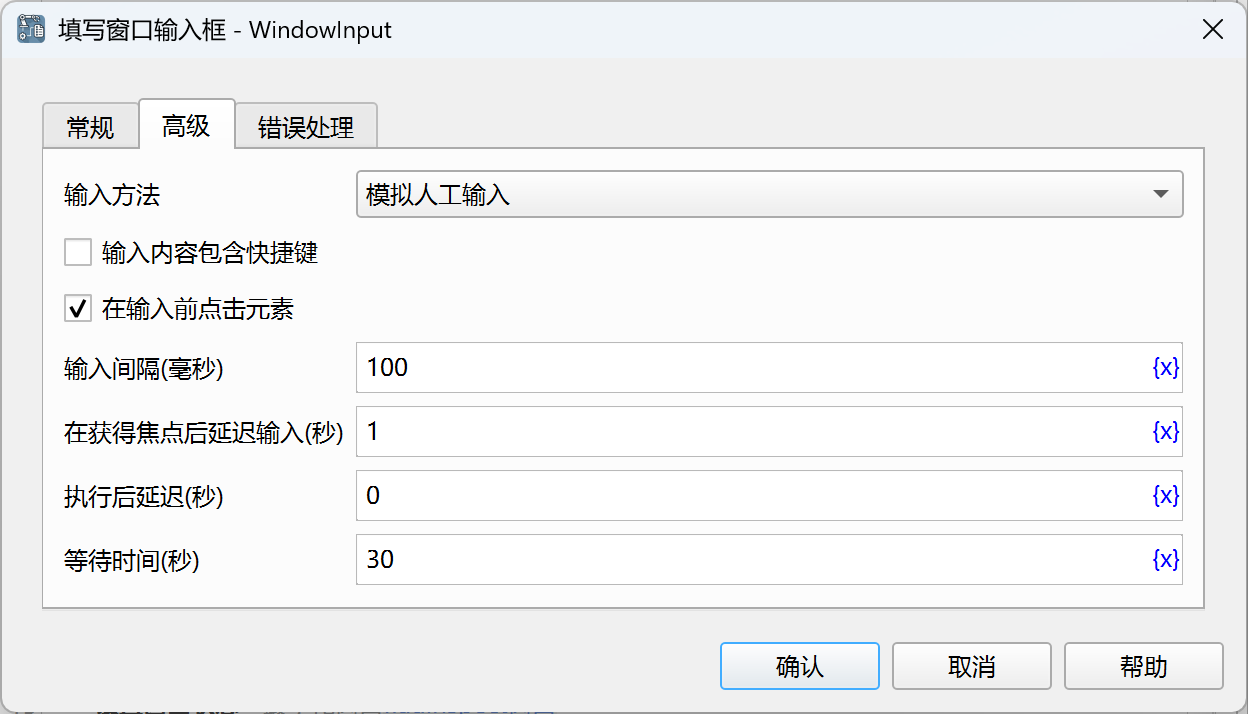 填写窗口输入框 - WindowInput
常规 高级 错误处理
输入方法 模拟人工输入
输入内容包含快捷键
在输入前点击元素
输入间隔(毫秒) 100 {x}
在获得焦点后延迟输入(秒) 1 {x}
执行后延迟(秒) 0 {x}
等待时间(秒) 30 {x}
确认 取消 帮助